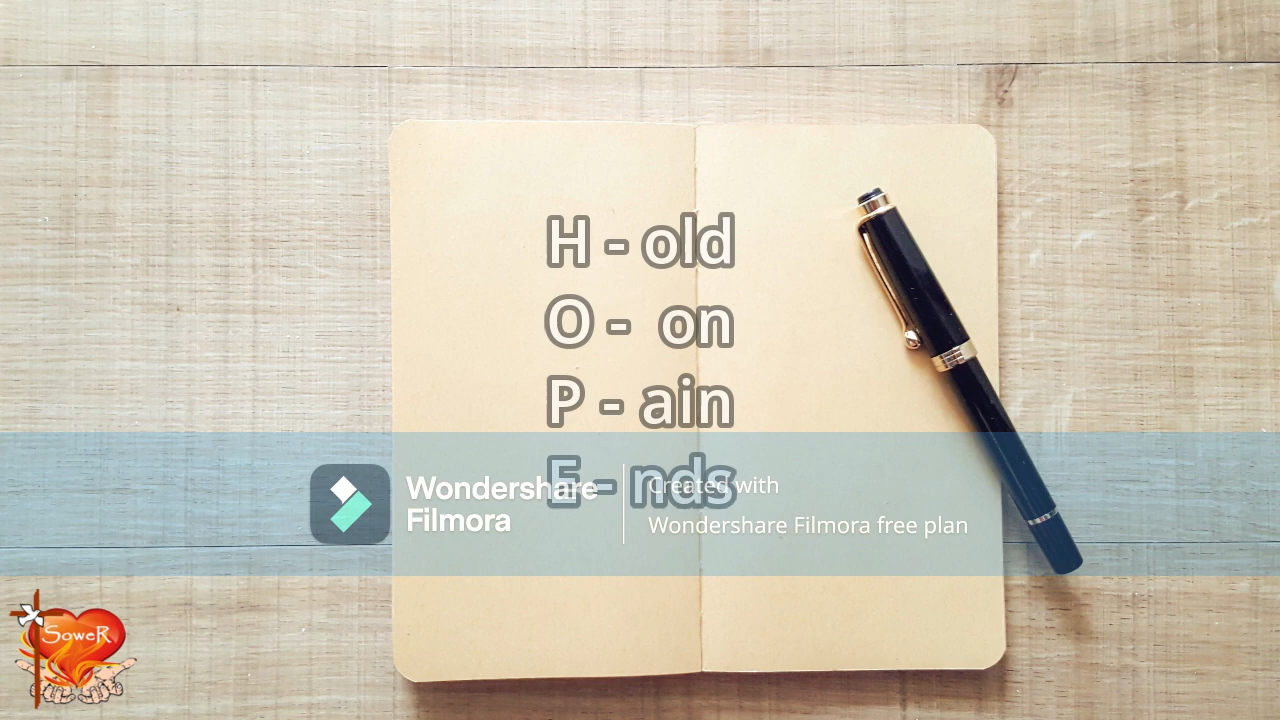 H - old
O - on
P - ain
E - nds
Wondershare
Filmora
Created with
Wondershare Filmora free plan
SoweR